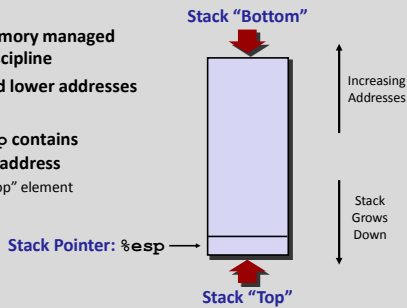 Stack “Bottom”
mory managed
scipline
d lower addresses
contains
address
op” element
Stack Pointer: %esp
Increasing
Addresses
Stack
Grows
Down
Stack “Top”